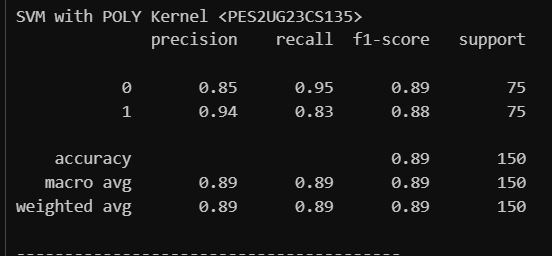 SVM with POLY Kernel <PES2UG23CS135>
precision recall f1-score support
0 0.85 0.95 0.89 75
1 0.94 0.83 0.88 75
accuracy 0.89 150
macro avg 0.89 0.89 0.89 150
weighted avg 0.89 0.89 0.89 150
----------------------------------------